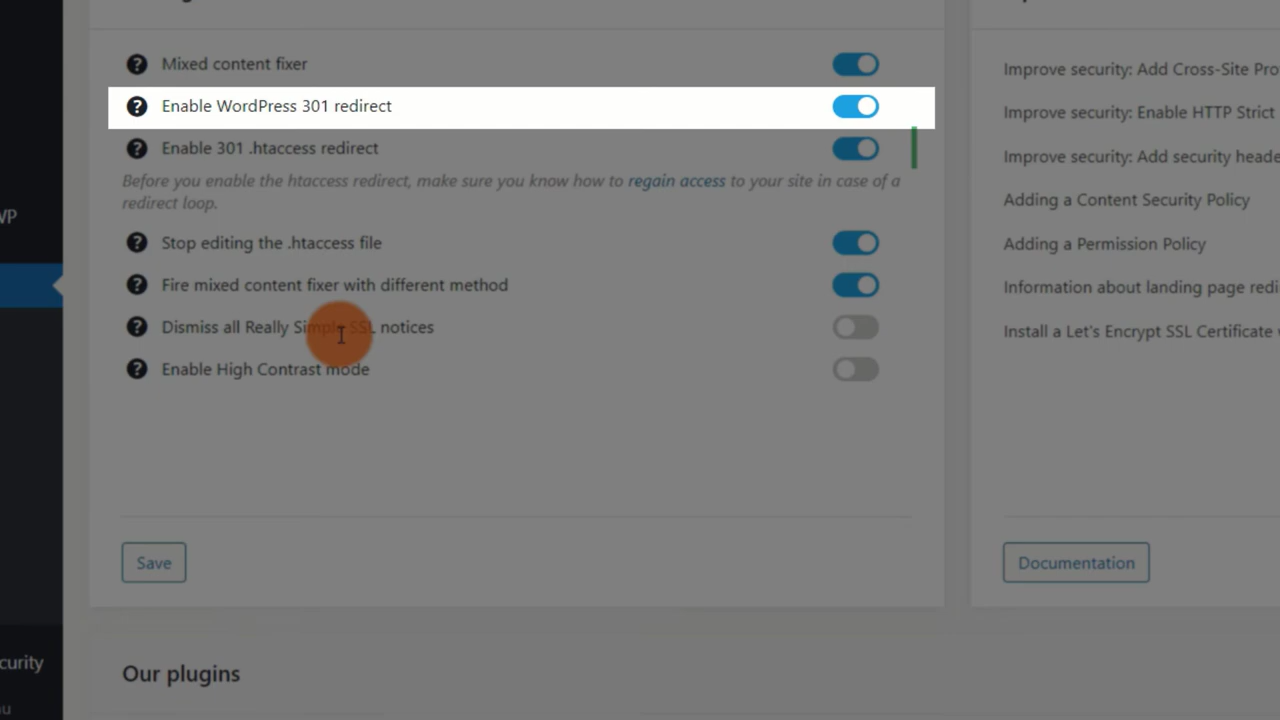 Mixed content fixer
Enable WordPress 301 redirect
Enable 301 .htaccess redirect
Before you enable the htaccess redirect, make sure you know how to regain access to your site in case of a
redirect loop.
Stop editing the .htaccess file
Fire mixed content fixer with different method
Dismiss all Really Simple SSL notices
Enable High Contrast mode
Save
Improve security: Add Cross-Site Pro
Improve security: Enable HTTP Strict
Improve security: Add security heade
Adding a Content Security Policy
Adding a Permission Policy
Information about landing page redi
Install a Let's Encrypt SSL Certificate
Documentation
Our plugins
WP
curity